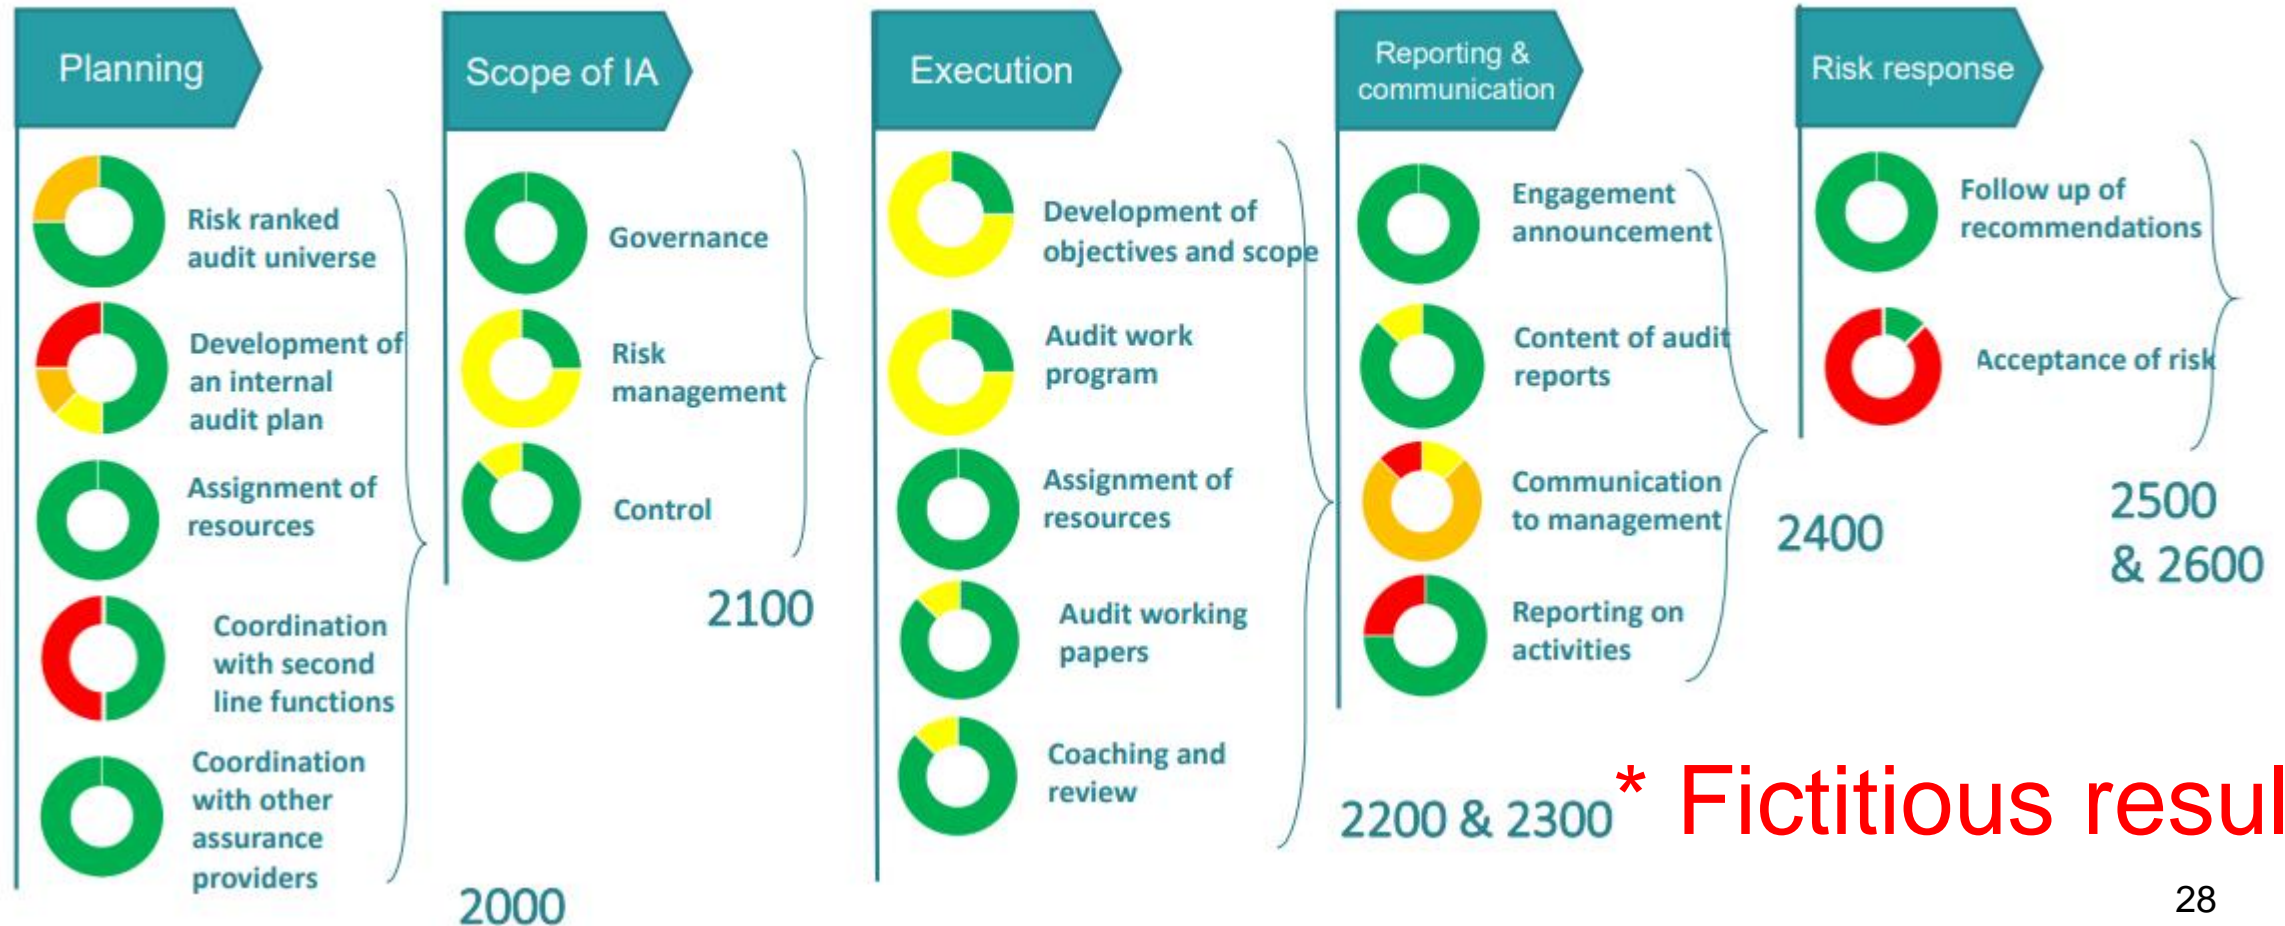 Planning
Risk ranked
audit universe
Development of
an internal
audit plan
Assignment of
resources
Coordination
with second
line functions
Coordination
with other
assurance
providers
2000
Scope of IA
Governance
Risk
management
Control
2100
Execution
Development of
objectives and scope
Audit work
program
Assignment of
resources
Audit working
papers
Coaching and
review
2200 & 2300
Reporting &
communication
Engagement
announcement
Content of audit
reports
Communication
to management
Reporting on
activities
2400
Risk response
Follow up of
recommendations
Acceptance of risk
2500
& 2600
* Fictitious resul
28